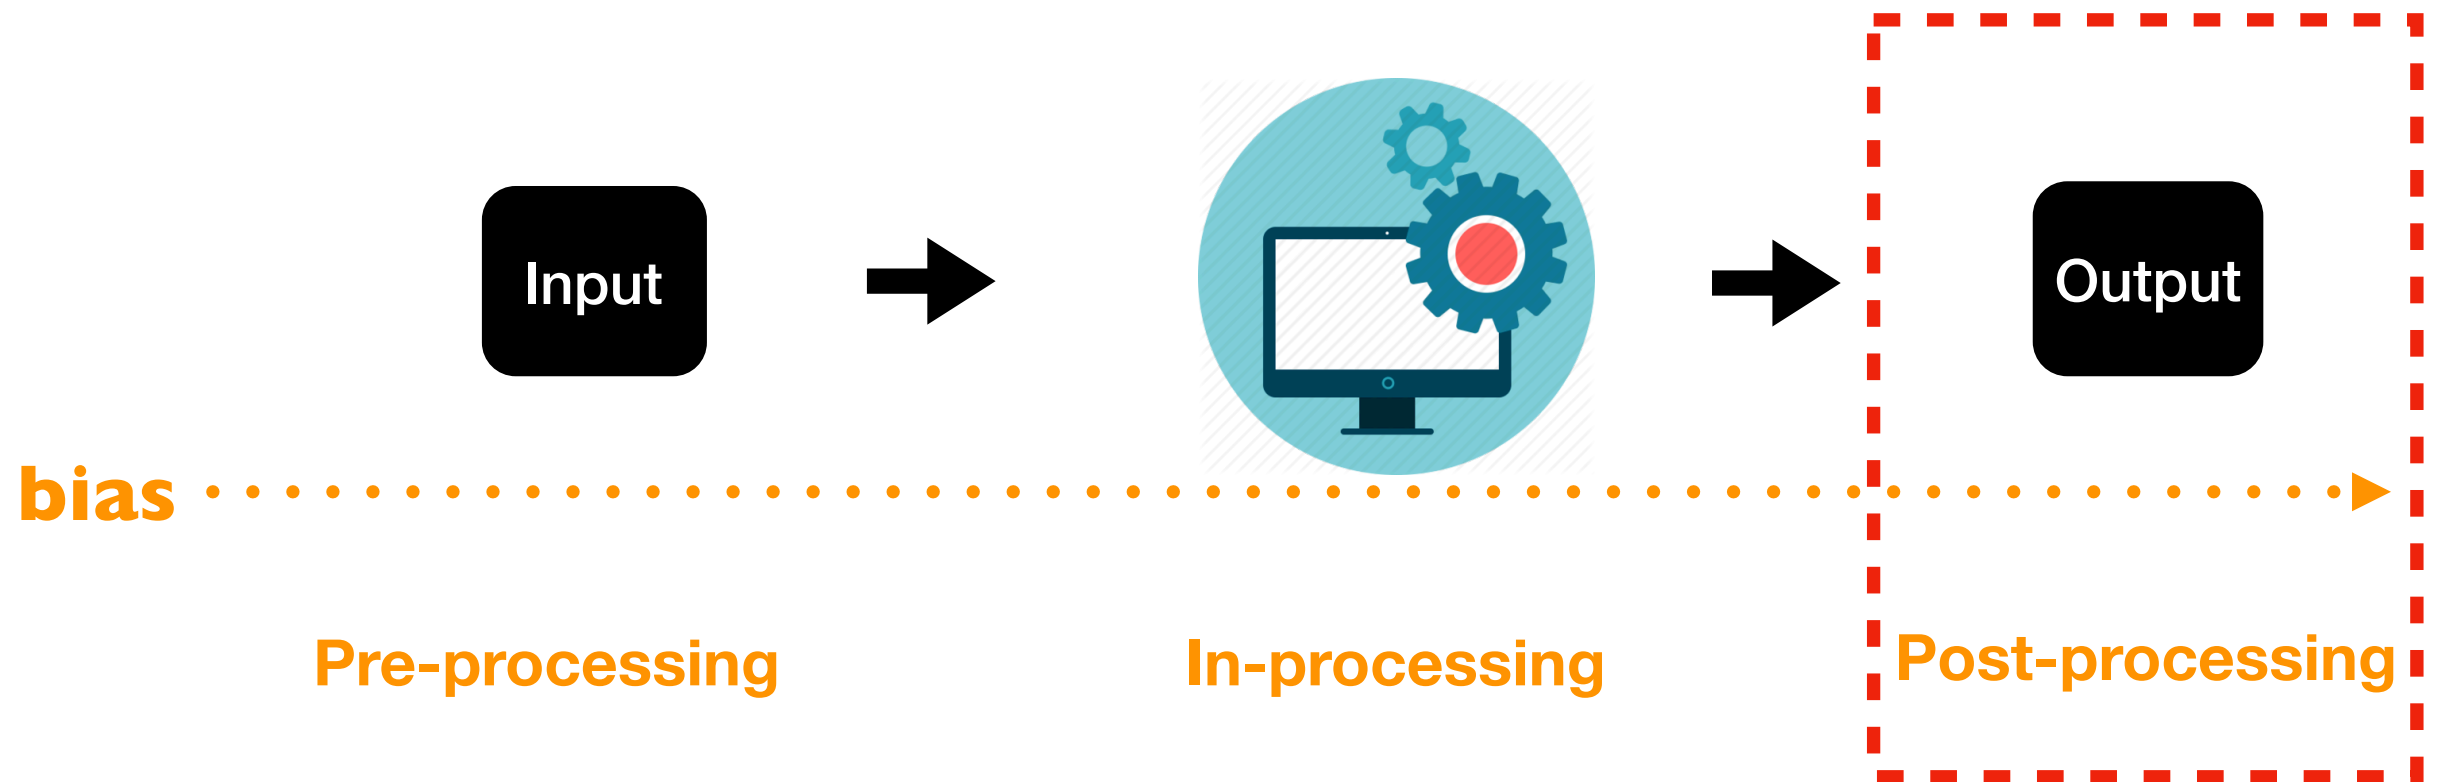 Input
Output
bias
Pre-processing
In-processing
Post-processing